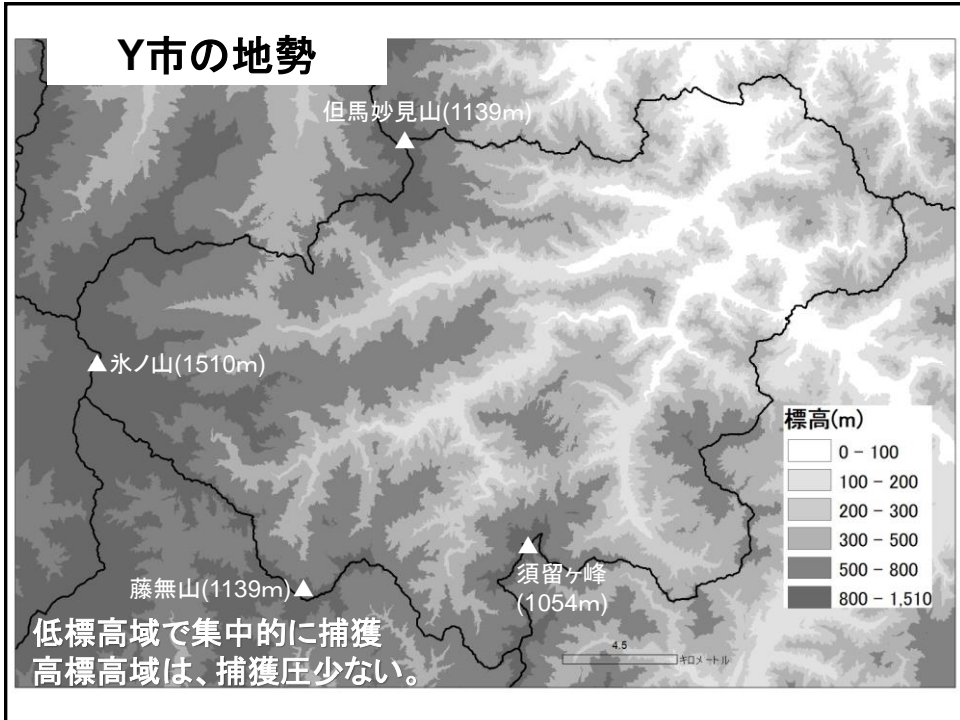 Y市の地勢
但馬妙見山(1139m)
氷ノ山(1510m)
標高(m)
0 - 100
100 - 200
200 - 300
300 - 500
500 - 800
800 - 1,510
藤無山(1139m)
須留ヶ峰
(1054m)
低標高域で集中的に捕獲
高標高域は、捕獲圧少ない。
4.5
キロメートル